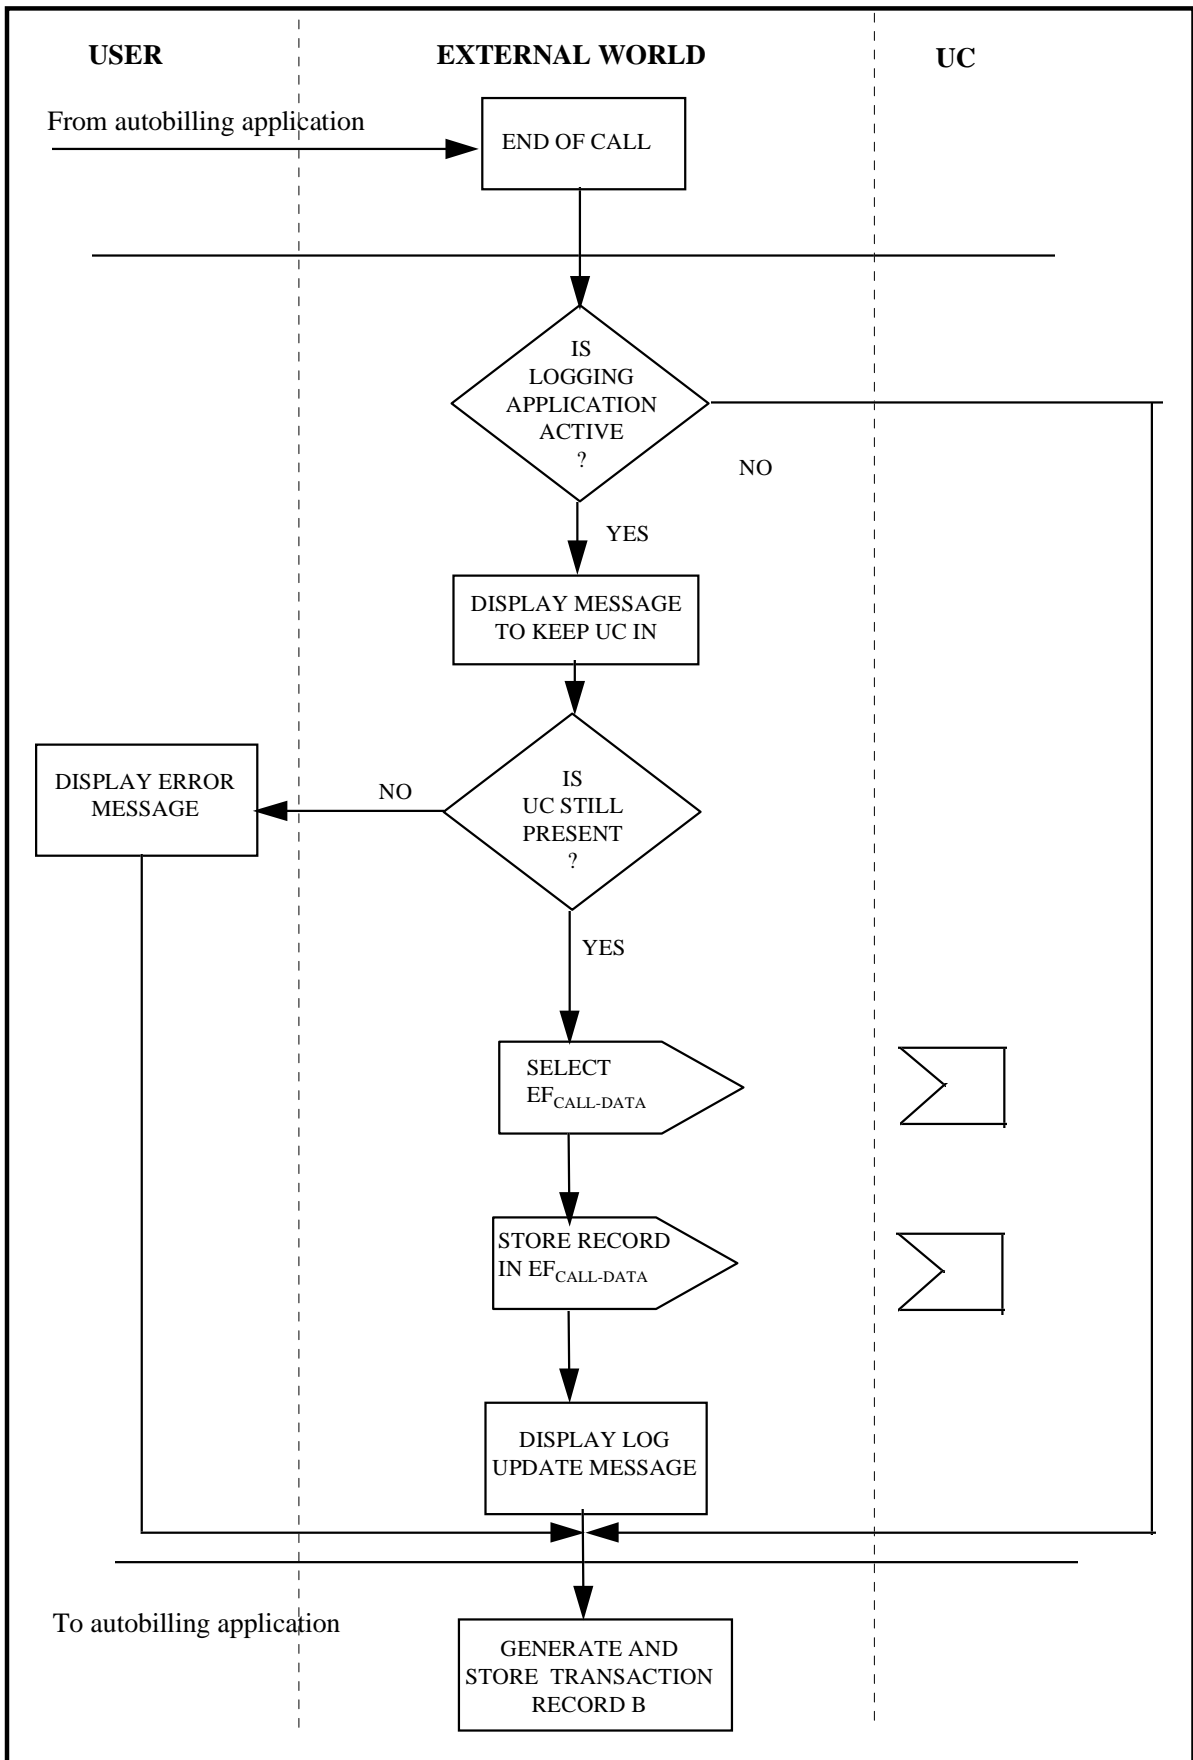 USER
EXTERNAL WORLD
UC
From autobilling application
END OF CALL
IS
LOGGING
APPLICATION
ACTIVE
?
NO
YES
DISPLAY MESSAGE
TO KEEP UC IN
DISPLAY ERROR
MESSAGE
NO
IS
UC STILL
PRESENT
?
YES
SELECT
EFCALL-DATA
STORE RECORD
IN EFCALL-DATA
DISPLAY LOG
UPDATE MESSAGE
To autobilling application
GENERATE AND
STORE TRANSACTION
RECORD B